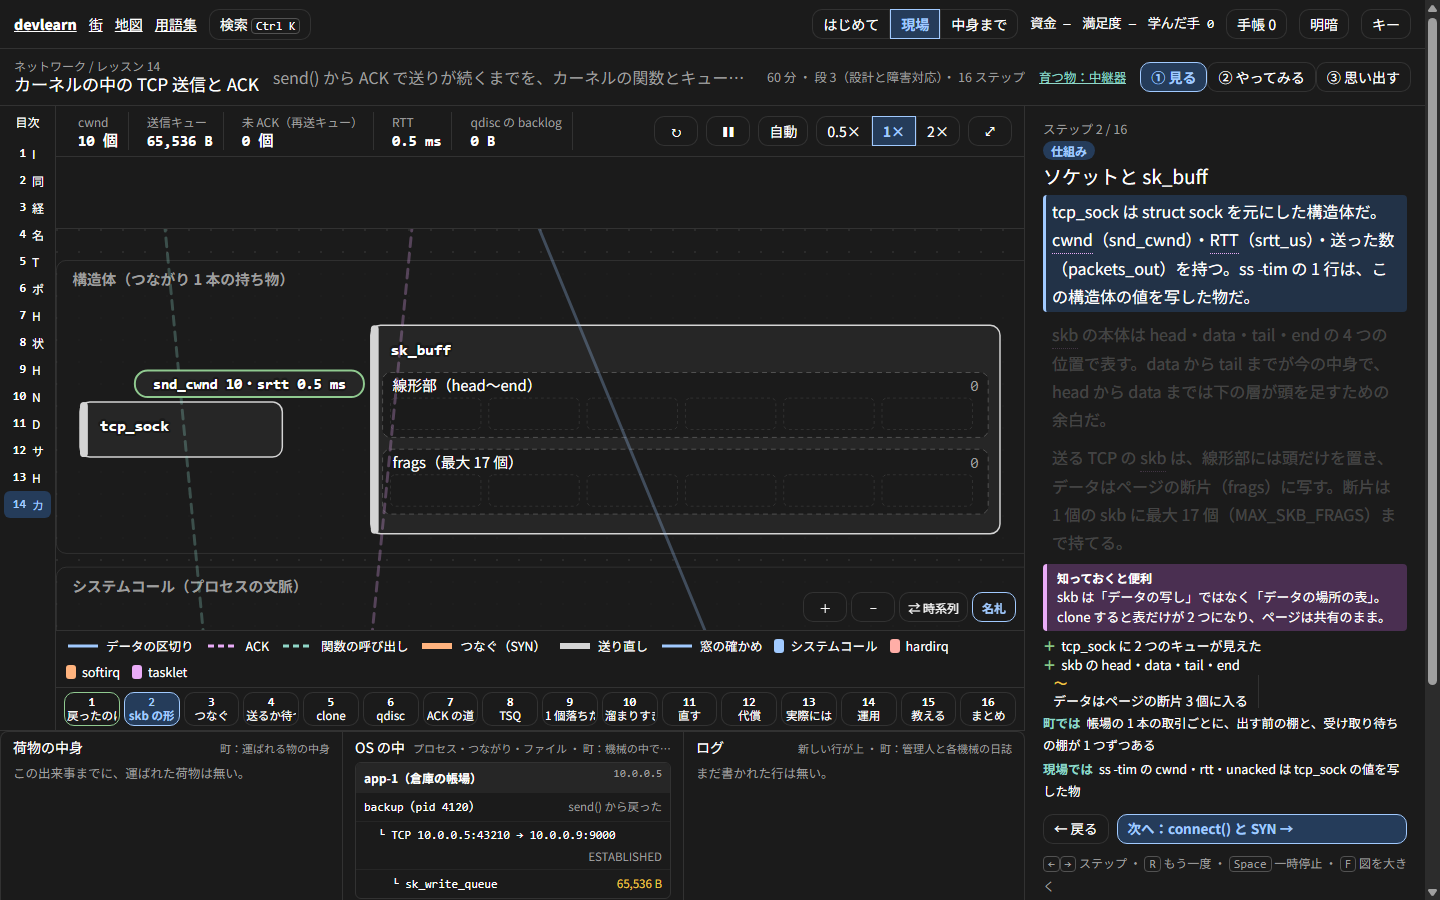 devlearn 街 地図 用語集 検索 Ctrl K はじめて 現場 中身まで 資金 – 満足度 – 学んだ手 0 手帳 0 明暗 キー
ネットワーク / レッスン 14
カーネルの中の TCP 送信と ACK send() から ACK で送りが続くまでを、カーネルの関数とキュー… 60 分 ・ 段 3（設計と障害対応）・ 16 ステップ 育つ物：中継器 ① 見る ② やってみる ③ 思い出す
目次
1 I
2 同
3 経
4 名
5 T
6 ポ
7 H
8 状
9 H
10 N
11 D
12 サ
13 H
14 カ
cwnd 送信キュー 未 ACK（再送キュー） RTT qdisc の backlog
10 個 65,536 B 0 個 0.5 ms 0 B
↻ 自動 0.5× 1× 2× ⤢
構造体（つながり 1 本の持ち物）
snd_cwnd 10・srtt 0.5 ms
tcp_sock
sk_buff
線形部（head〜end） 0
frags（最大 17 個） 0
システムコール（プロセスの文脈）
+ − ⇄ 時系列 名札
データの区切り ACK 関数の呼び出し つなぐ（SYN） 送り直し 窓の確かめ システムコール hardirq
softirq tasklet
1 2 3 4 5 6 7 8 9 10 11 12 13 14 15 16
戻ったのに skb の形 つなぐ 送るか待つ clone qdisc ACK の道 TSQ 1 個落ちた 溜まりすぎ 直す 代償 実際には 運用 教える まとめ
荷物の中身 町：運ばれる物の中身
この出来事までに、運ばれた荷物は無い。
OS の中 プロセス・つながり・ファイル ・ 町：機械の中で…
app-1（倉庫の帳場） 10.0.0.5
backup (pid 4120) send() から戻った
└ TCP 10.0.0.5:43210 → 10.0.0.9:9000
ESTABLISHED
└ sk_write_queue 65,536 B
ログ 新しい行が上 ・ 町：管理人と各機械の日誌
まだ書かれた行は無い。
ステップ 2 / 16
仕組み
ソケットと sk_buff
tcp_sock は struct sock を元にした構造体だ。
cwnd（snd_cwnd）・RTT（srtt_us）・送った数
（packets_out）を持つ。ss -tim の 1 行は、こ
の構造体の値を写した物だ。
skb の本体は head・data・tail・end の 4 つの
位置で表す。data から tail までが今の中身で、
head から data までは下の層が頭を足すための
余白だ。
送る TCP の skb は、線形部には頭だけを置き、
データはページの断片（frags）に写す。断片は
1 個の skb に最大 17 個（MAX_SKB_FRAGS）ま
で持てる。
知っておくと便利
skb は「データの写し」ではなく「データの場所の表」。
clone すると表だけが 2 つになり、ページは共有のまま。
+ tcp_sock に 2 つのキューが見えた
+ skb の head・data・tail・end
〜
データはページの断片 3 個に入る
町では 帳場の 1 本の取引ごとに、出す前の棚と、受け取り待ち
の棚が 1 つずつある
現場では ss -tim の cwnd・rtt・unacked は tcp_sock の値を写
した物
← 戻る 次へ：connect() と SYN →
← → ステップ ・ R もう一度 ・ Space 一時停止 ・ F 図を大き
く